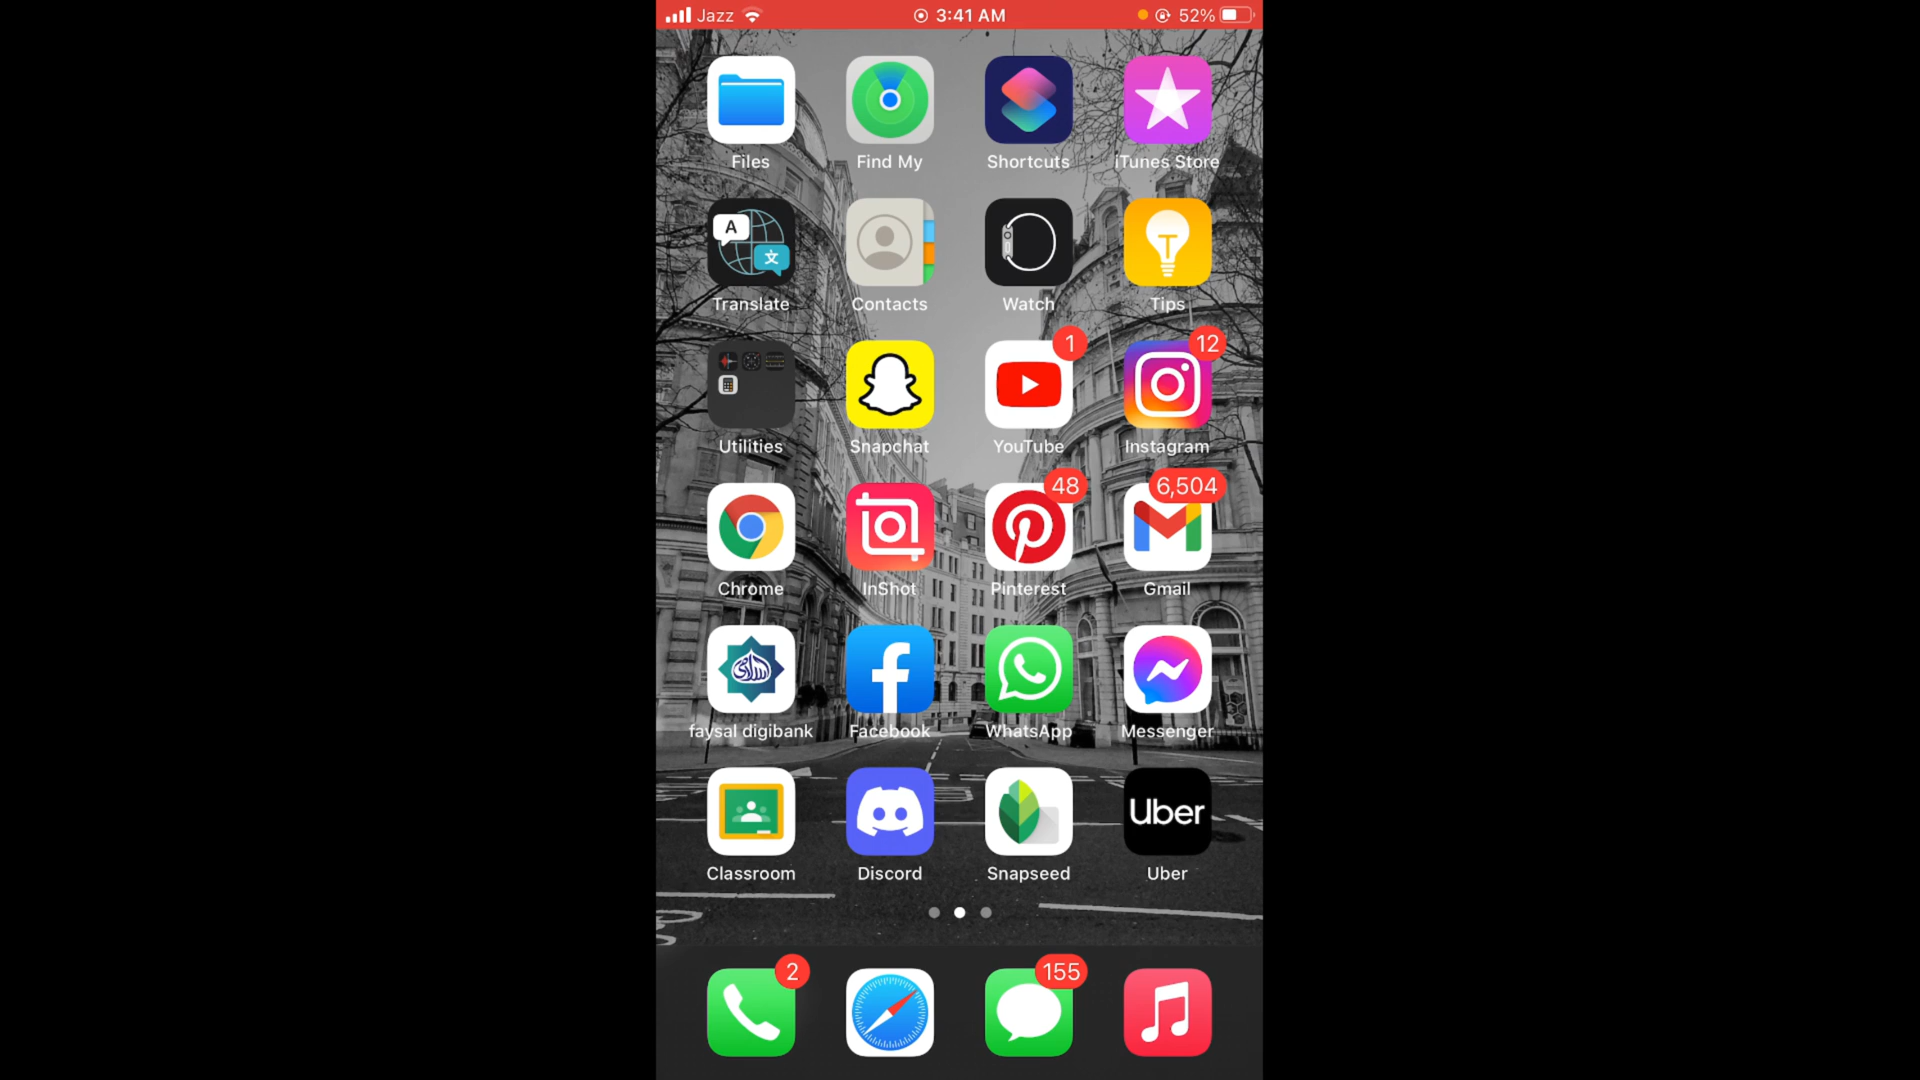 Jazz 3:41 AM 52%
Files Find My Shortcuts iTunes Store
A 文
Translate Contacts Watch Tips
1 12
Utilities Snapchat YouTube Instagram
48 6,504
Chrome InShot Pinterest Gmail
faysal digibank Facebook WhatsApp Messenger
Uber
Classroom Discord Snapseed Uber
2 155